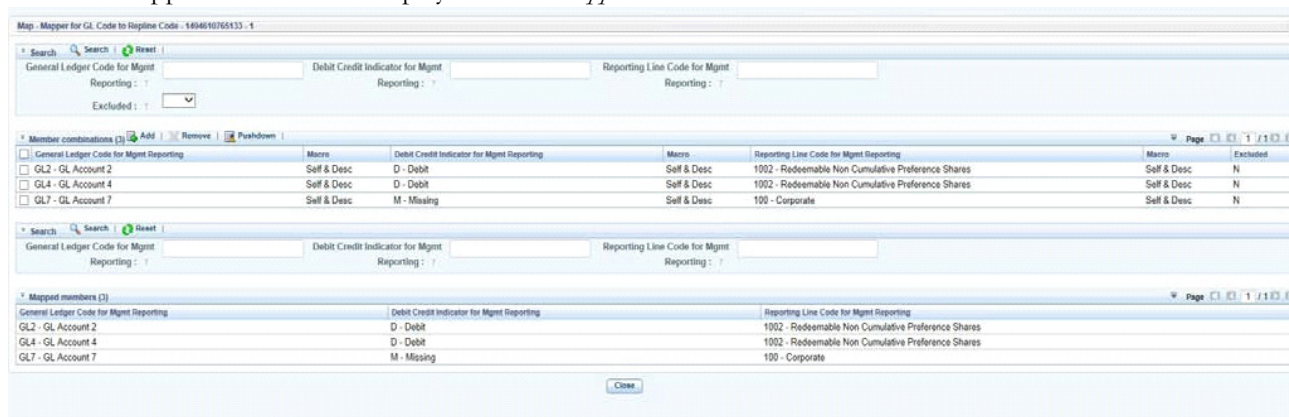 Map - Mapper for GL Code to Repline Code - 1494610765133 - 1
Search Search | Reset |
General Ledger Code for Mgmt Debit Credit Indicator for Mgmt Reporting Line Code for Mgmt
Reporting : ? Reporting : ? Reporting : ?
Excluded : ?
Member combinations (3) Add | Remove | Pushdown | Page 1 / 1
General Ledger Code for Mgmt Reporting Macro Debit Credit Indicator for Mgmt Reporting Macro Reporting Line Code for Mgmt Reporting Macro Excluded
GL2 - GL Account 2 Self & Desc D - Debit Self & Desc 1002 - Redeemable Non Cumulative Preference Shares Self & Desc N
GL4 - GL Account 4 Self & Desc D - Debit Self & Desc 1002 - Redeemable Non Cumulative Preference Shares Self & Desc N
GL7 - GL Account 7 Self & Desc M - Missing Self & Desc 100 - Corporate Self & Desc N
Search Search | Reset |
General Ledger Code for Mgmt Debit Credit Indicator for Mgmt Reporting Line Code for Mgmt
Reporting : ? Reporting : ? Reporting : ?
Mapped members (3) Page 1 / 1
General Ledger Code for Mgmt Reporting Debit Credit Indicator for Mgmt Reporting Reporting Line Code for Mgmt Reporting
GL2 - GL Account 2 D - Debit 1002 - Redeemable Non Cumulative Preference Shares
GL4 - GL Account 4 D - Debit 1002 - Redeemable Non Cumulative Preference Shares
GL7 - GL Account 7 M - Missing 100 - Corporate
Close